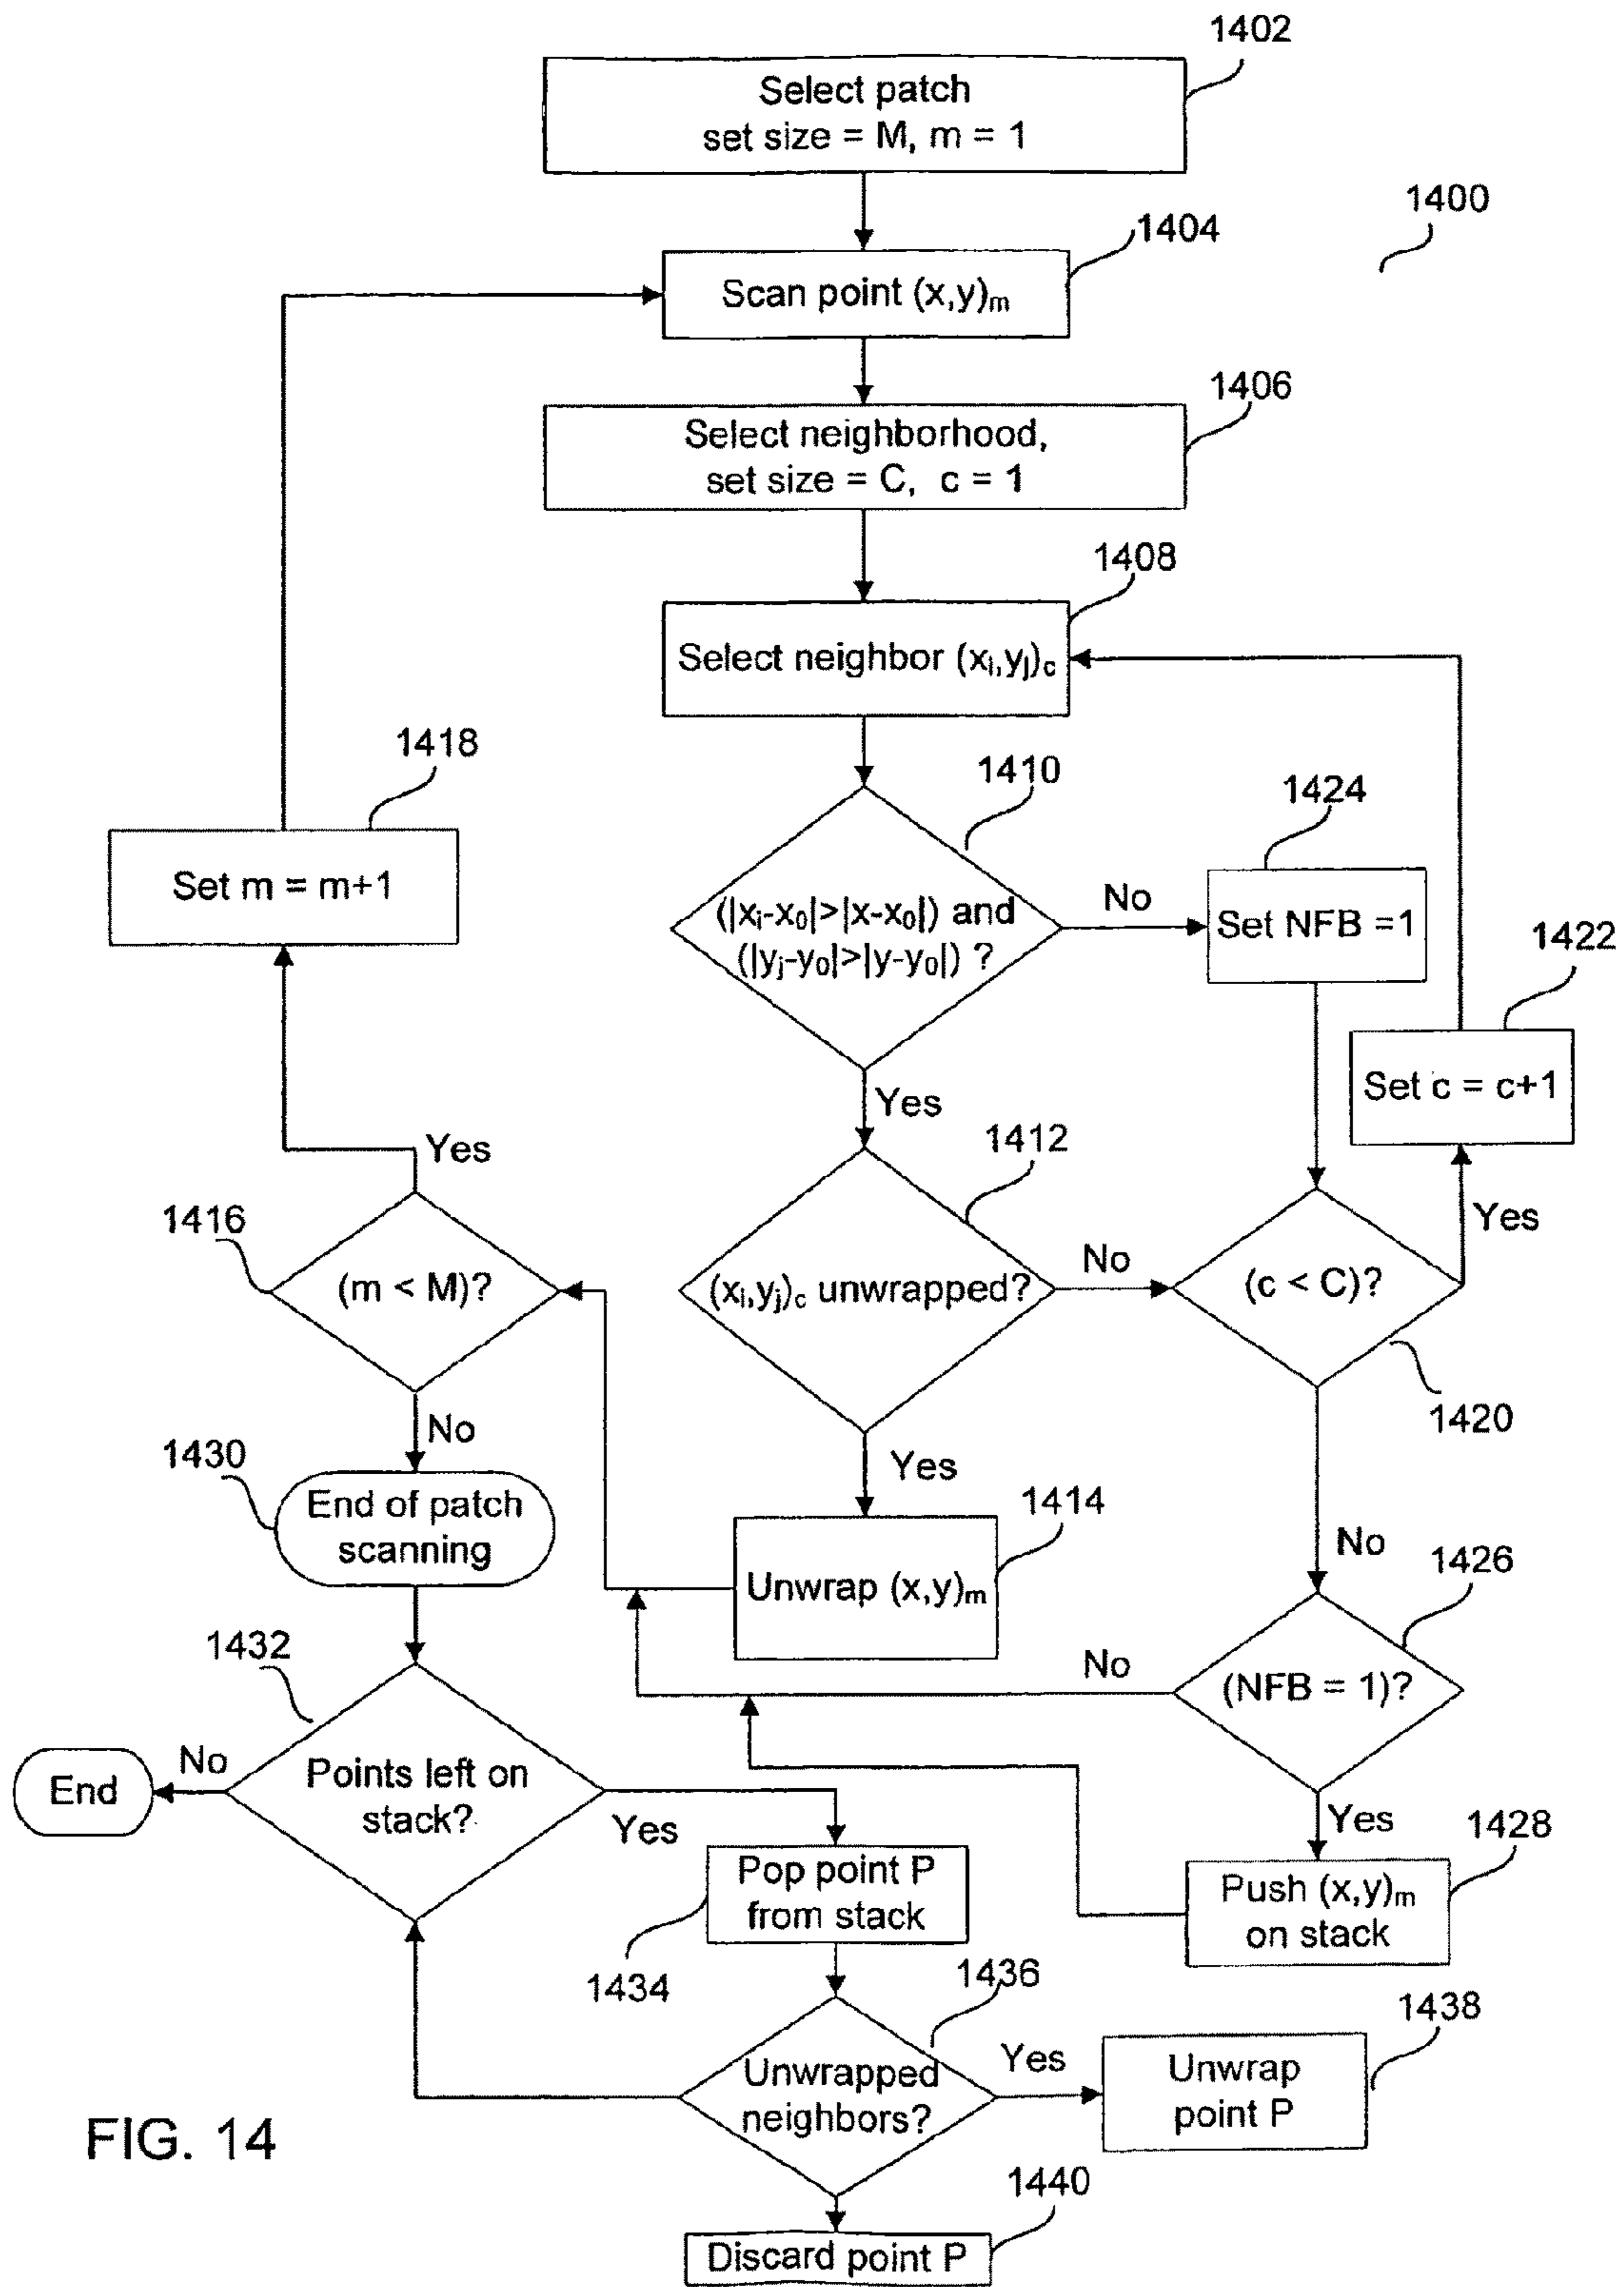 1402
Select patch
set size = M, m = 1
1400
1404
Scan point (x,y)ₘ
1406
Select neighborhood,
set size = C, c = 1
1408
Select neighbor (xᵢ,yⱼ)c
1418
Set m = m+1
1410
(|xᵢ-x₀|>|x-x₀|) and
(|yⱼ-y₀|>|y-y₀|) ?
No
1424
Set NFB =1
1422
Set c = c+1
Yes
1412
(xᵢ,yⱼ)c unwrapped?
No
(c < C)?
Yes
1420
Yes
1416
(m < M)?
No
1430
End of patch
scanning
Yes
1414
Unwrap (x,y)ₘ
No
1426
(NFB = 1)?
No
Yes
1428
Push (x,y)ₘ
on stack
1432
Points left on
stack?
No
End
Yes
Pop point P
from stack
1434
1436
Unwrapped
neighbors?
Yes
1438
Unwrap
point P
1440
Discard point P
FIG. 14